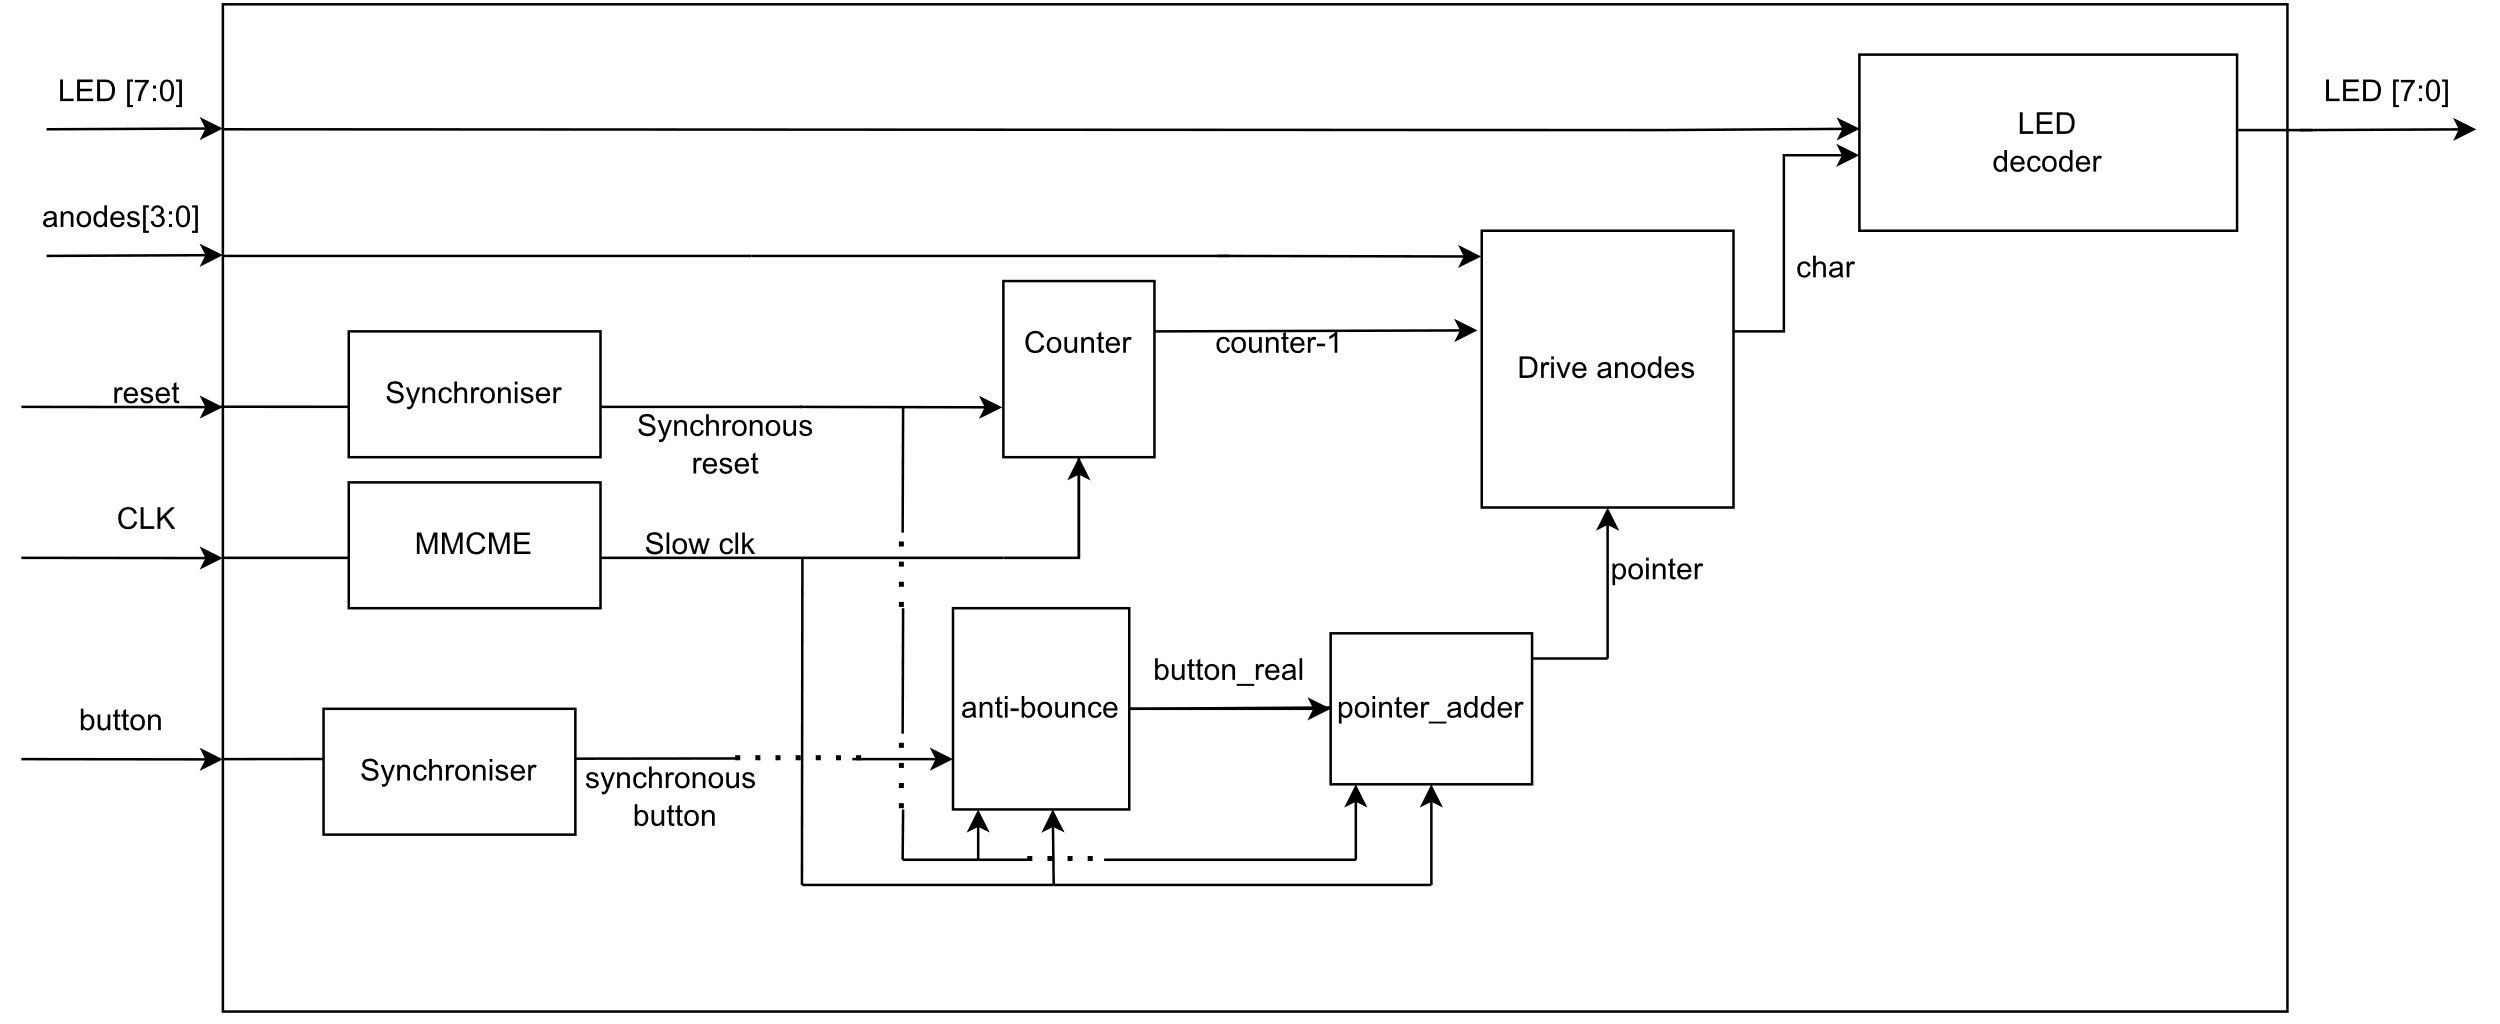 LED [7:0]
LED
decoder
LED [7:0]
anodes[3:0]
char
Counter
counter-1
Drive anodes
reset
Synchroniser
Synchronous
reset
CLK
MMCME
Slow clk
pointer
button
Synchroniser
synchronous
button
anti-bounce
button_real
pointer_adder